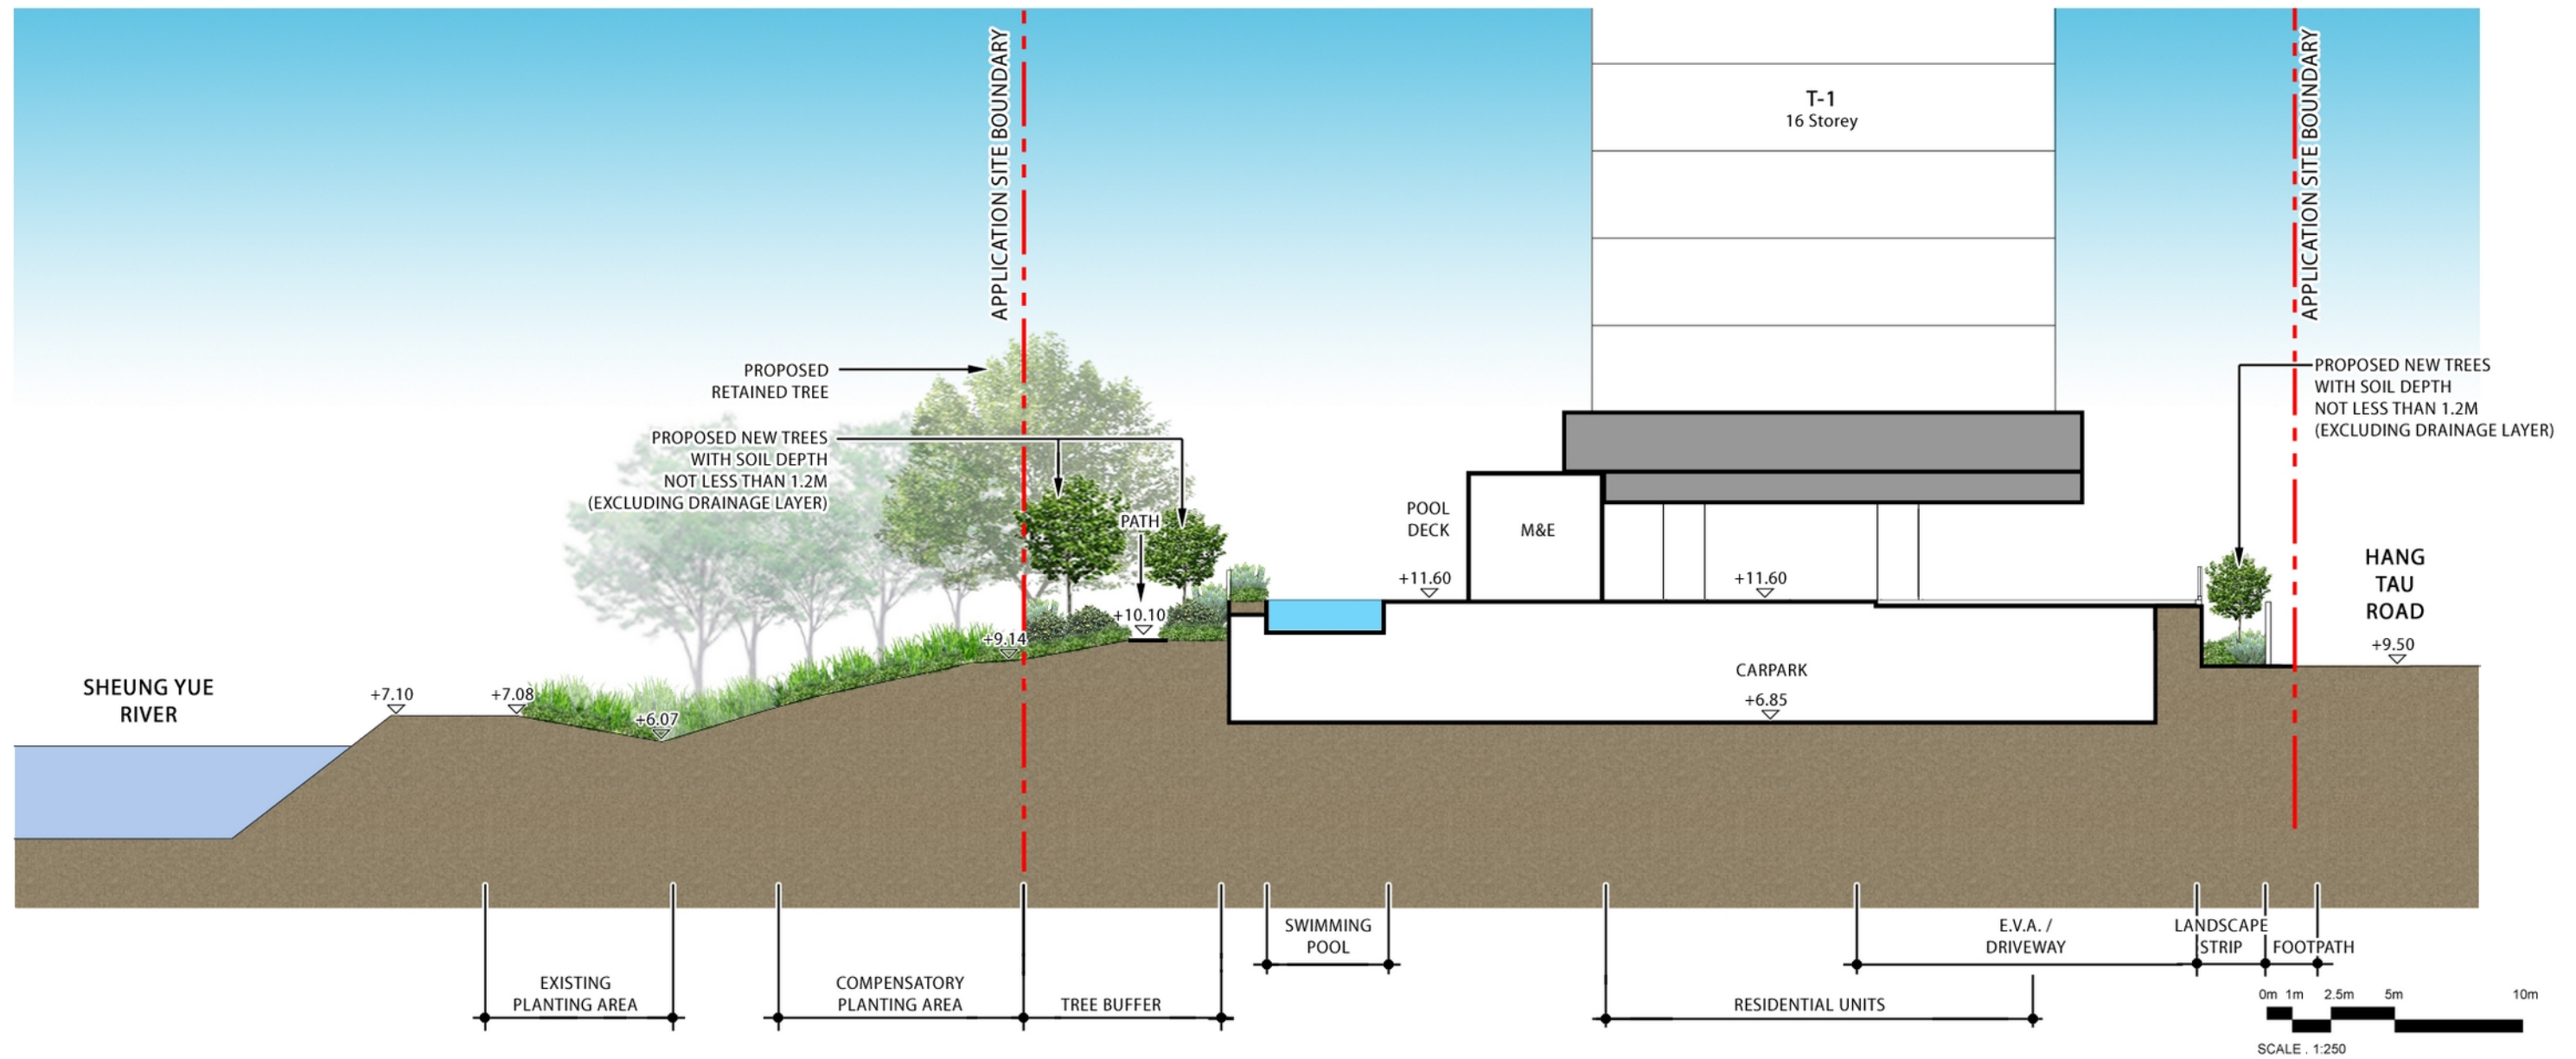 APPLICATION SITE BOUNDARY
APPLICATION SITE BOUNDARY
T-1
16 Storey
PROPOSED
RETAINED TREE
PROPOSED NEW TREES
WITH SOIL DEPTH
NOT LESS THAN 1.2M
(EXCLUDING DRAINAGE LAYER)
PROPOSED NEW TREES
WITH SOIL DEPTH
NOT LESS THAN 1.2M
(EXCLUDING DRAINAGE LAYER)
PATH
POOL
DECK
M&E
HANG
TAU
ROAD
+11.60
+11.60
+10.10
+9.14
+9.50
SHEUNG YUE
RIVER
+7.10
+7.08
+6.07
CARPARK
+6.85
SWIMMING
POOL
E.V.A. /
DRIVEWAY
LANDSCAPE
STRIP
FOOTPATH
EXISTING
PLANTING AREA
COMPENSATORY
PLANTING AREA
TREE BUFFER
RESIDENTIAL UNITS
0m 1m 2.5m 5m 10m
SCALE . 1:250